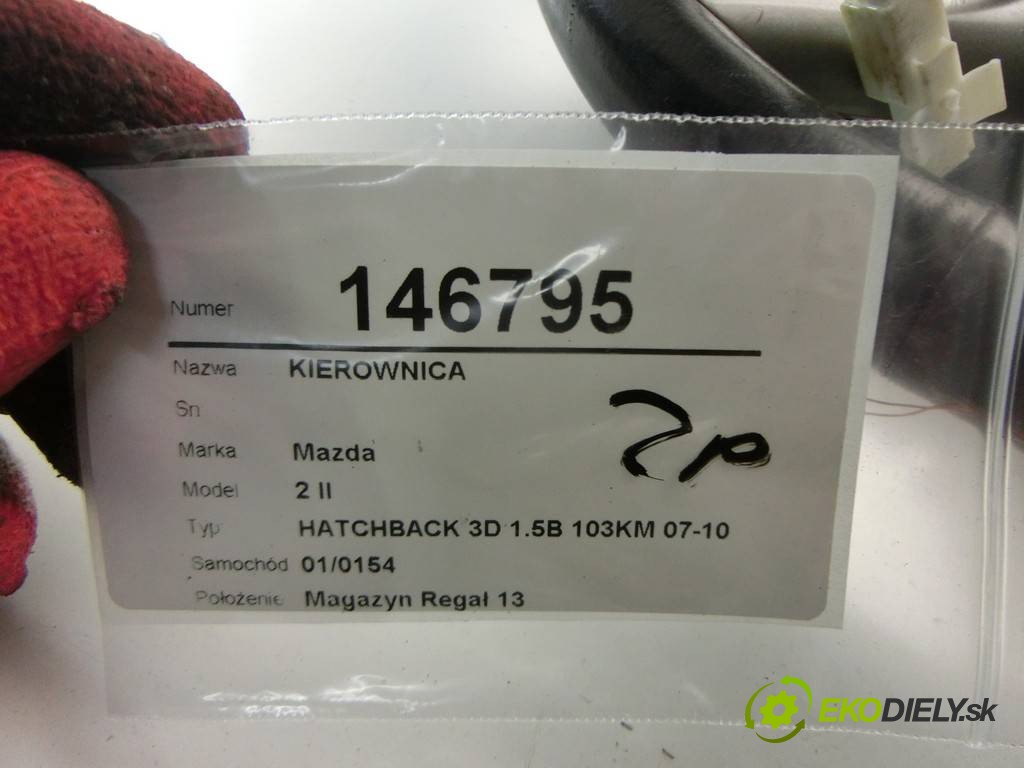 Numer 146795
Nazwa KIEROWNICA
Sn
Marka Mazda
Model 2 II
Typ HATCHBACK 3D 1.5B 103KM 07-10
Samochód 01/0154
Położenie Magazyn Regał 13
EKODIELY.sk